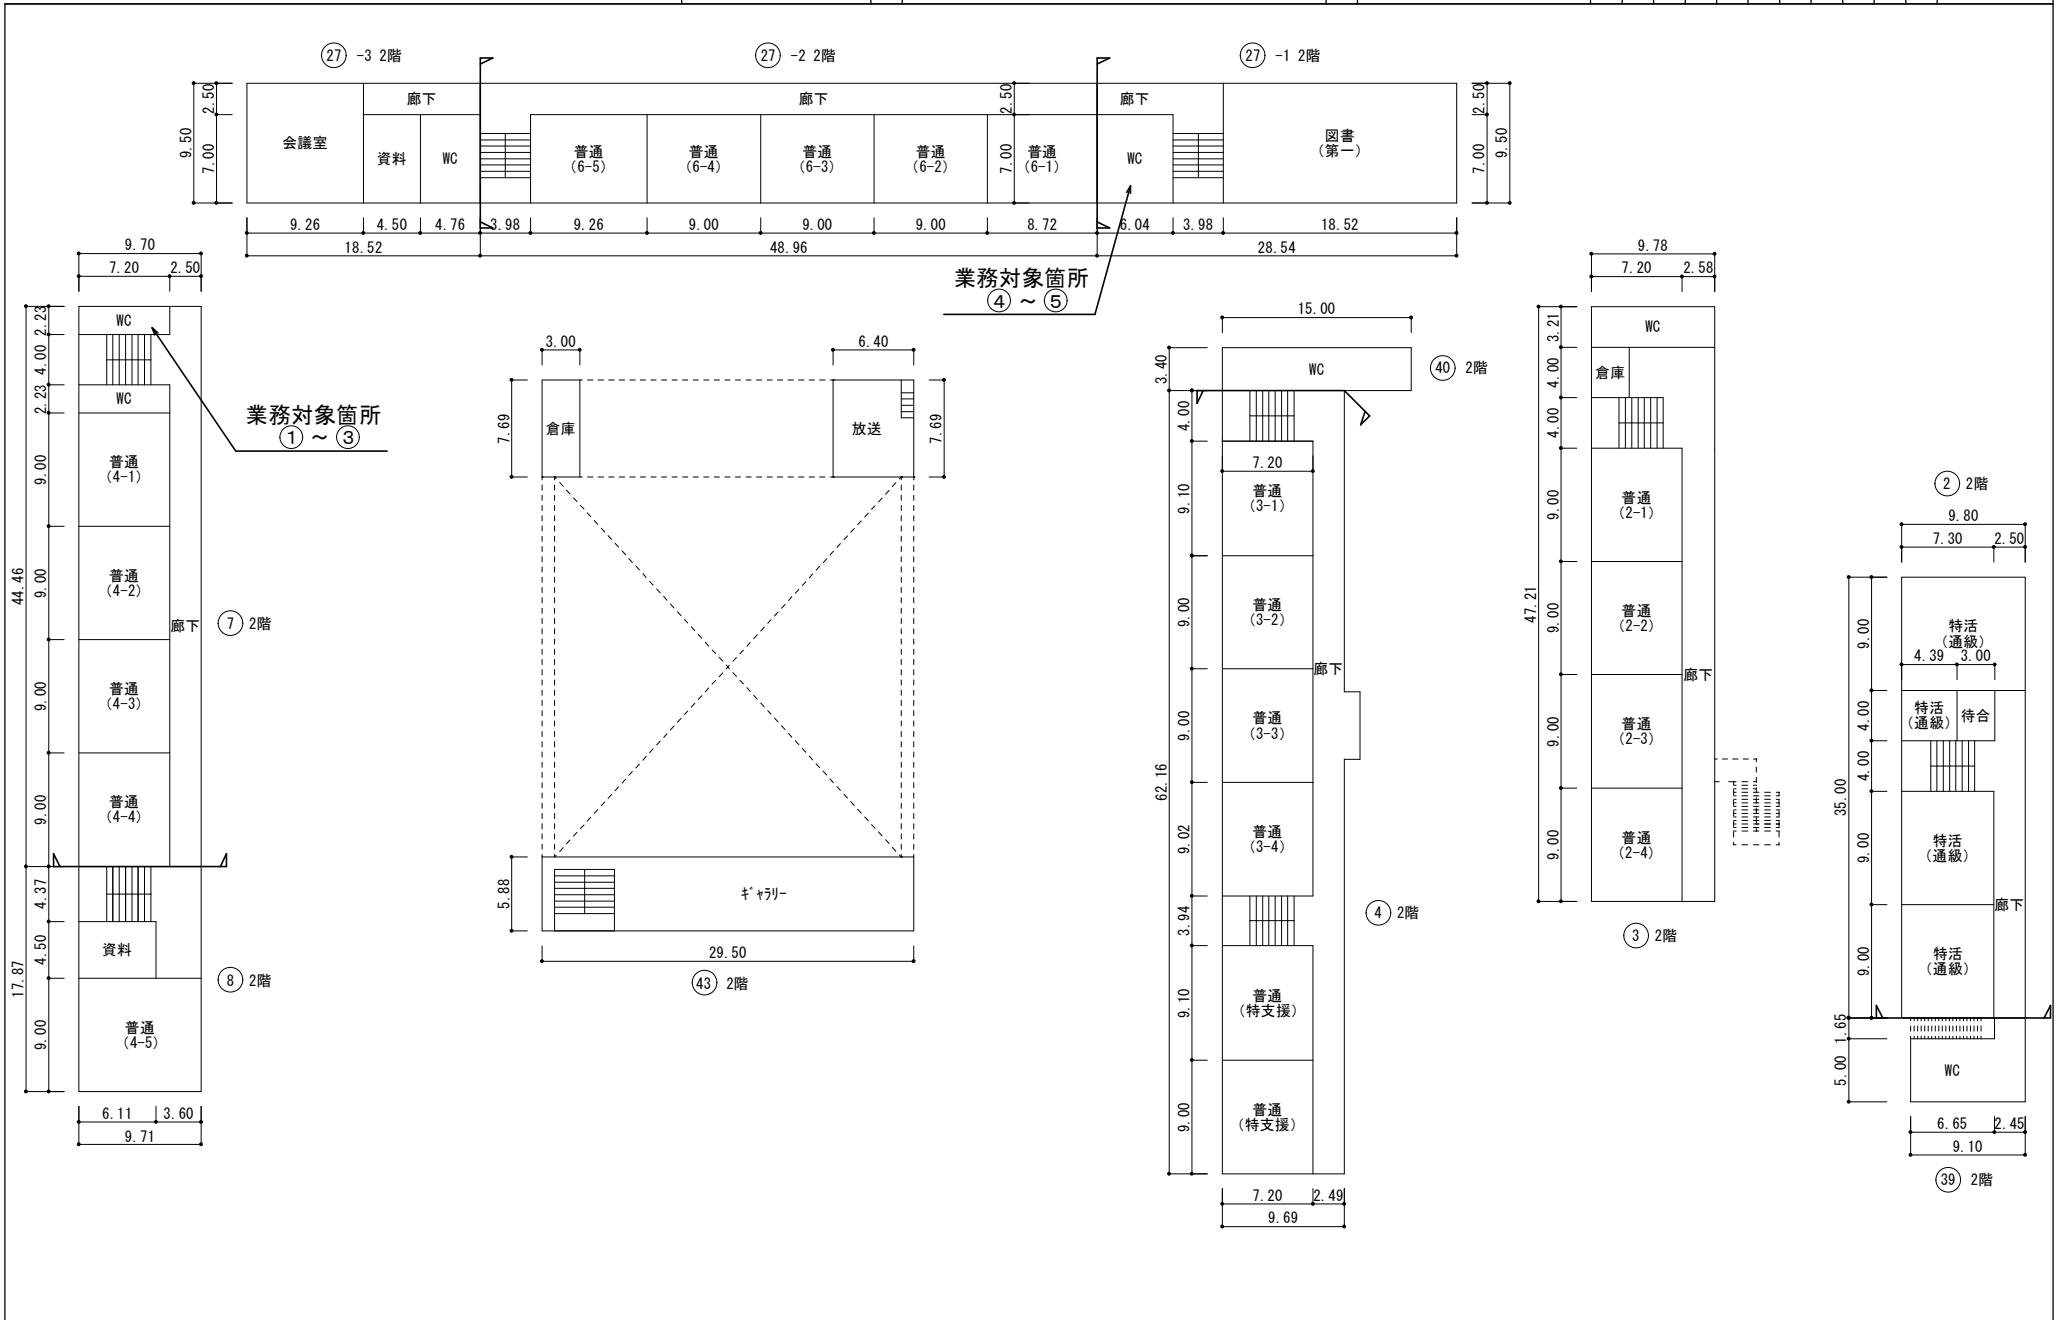 ㉗ -3 2階
㉗ -2 2階
㉗ -1 2階
9.50
2.50
7.00
会議室
廊下
資料
WC
廊下
普通
(6-5)
普通
(6-4)
普通
(6-3)
普通
(6-2)
2.50
7.00
普通
(6-1)
廊下
WC
図書
(第一)
2.50
7.00
9.50
9.26
4.50
4.76
3.98
9.26
9.00
9.00
9.00
8.72
6.04
3.98
18.52
18.52
48.96
28.54
業務対象箇所
④ ～ ⑤
9.70
7.20
2.50
2.23
4.00
2.23
9.00
9.00
9.00
9.00
44.46
WC
WC
普通
(4-1)
普通
(4-2)
普通
(4-3)
普通
(4-4)
廊下
⑦ 2階
業務対象箇所
① ～ ③
4.37
4.50
9.00
17.87
資料
普通
(4-5)
⑧ 2階
6.11
3.60
9.71
3.00
6.40
7.69
倉庫
放送
7.69
5.88
ｷﾞｬﾗﾘｰ
29.50
㊸ 2階
15.00
3.40
WC
㊵ 2階
4.00
7.20
9.10
9.00
9.00
9.02
3.94
9.10
9.00
62.16
普通
(3-1)
普通
(3-2)
普通
(3-3)
普通
(3-4)
廊下
普通
(特支援)
普通
(特支援)
④ 2階
7.20
2.49
9.69
9.78
7.20
2.58
3.21
4.00
4.00
9.00
9.00
9.00
9.00
47.21
WC
倉庫
普通
(2-1)
普通
(2-2)
普通
(2-3)
普通
(2-4)
廊下
③ 2階
② 2階
9.80
7.30
2.50
9.00
4.00
4.00
9.00
9.00
35.00
特活
(通級)
4.39
3.00
特活
(通級)
待合
特活
(通級)
特活
(通級)
廊下
1.65
5.00
WC
6.65
2.45
9.10
㊴ 2階